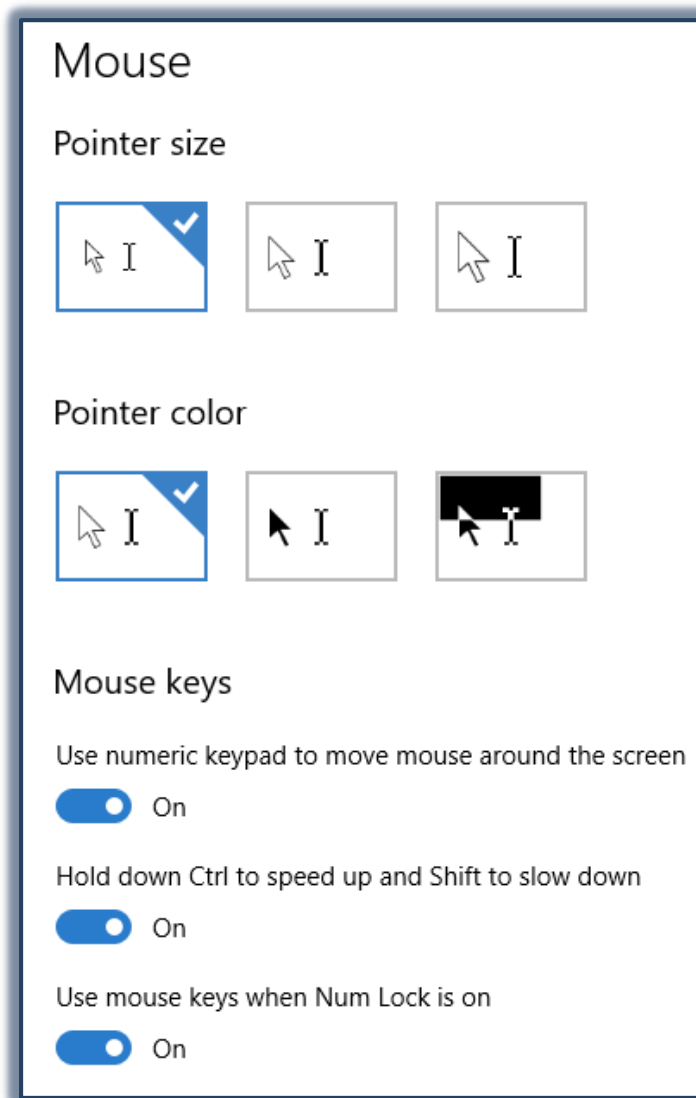 Mouse
Pointer size
Pointer color
Mouse keys
Use numeric keypad to move mouse around the screen
On
Hold down Ctrl to speed up and Shift to slow down
On
Use mouse keys when Num Lock is on
On